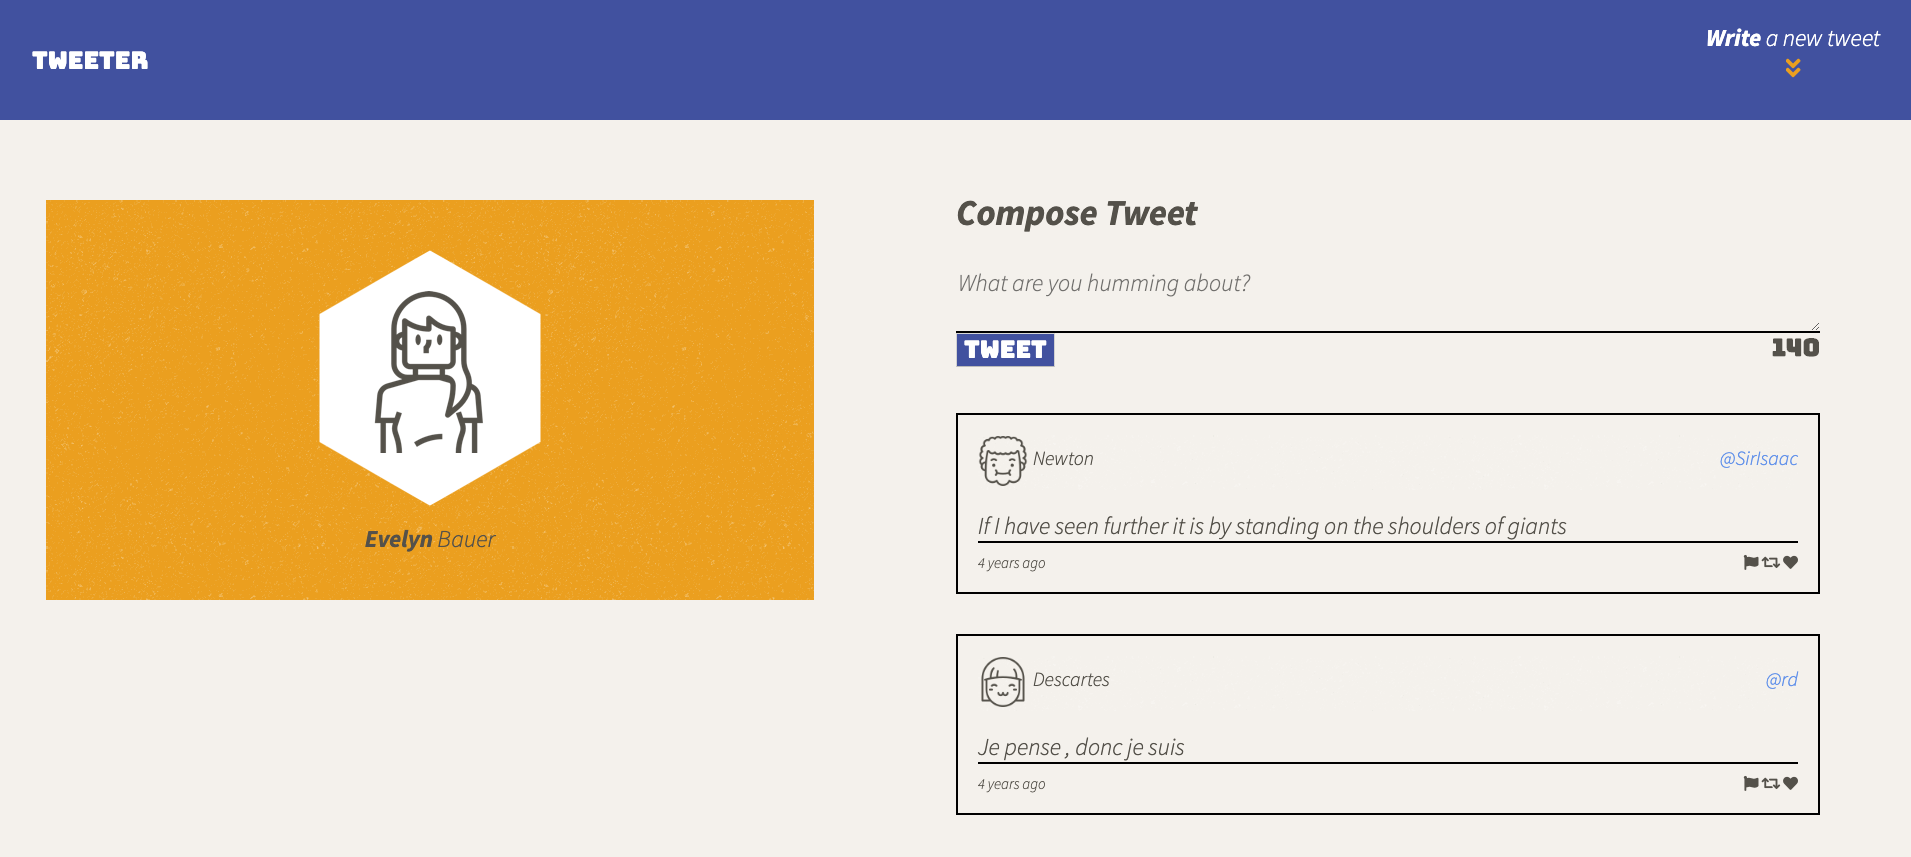 TWEETER
Write a new tweet
Evelyn Bauer
Compose Tweet
What are you humming about?
TWEET
140
Newton
@SirIsaac
If I have seen further it is by standing on the shoulders of giants
4 years ago
Descartes
@rd
Je pense , donc je suis
4 years ago